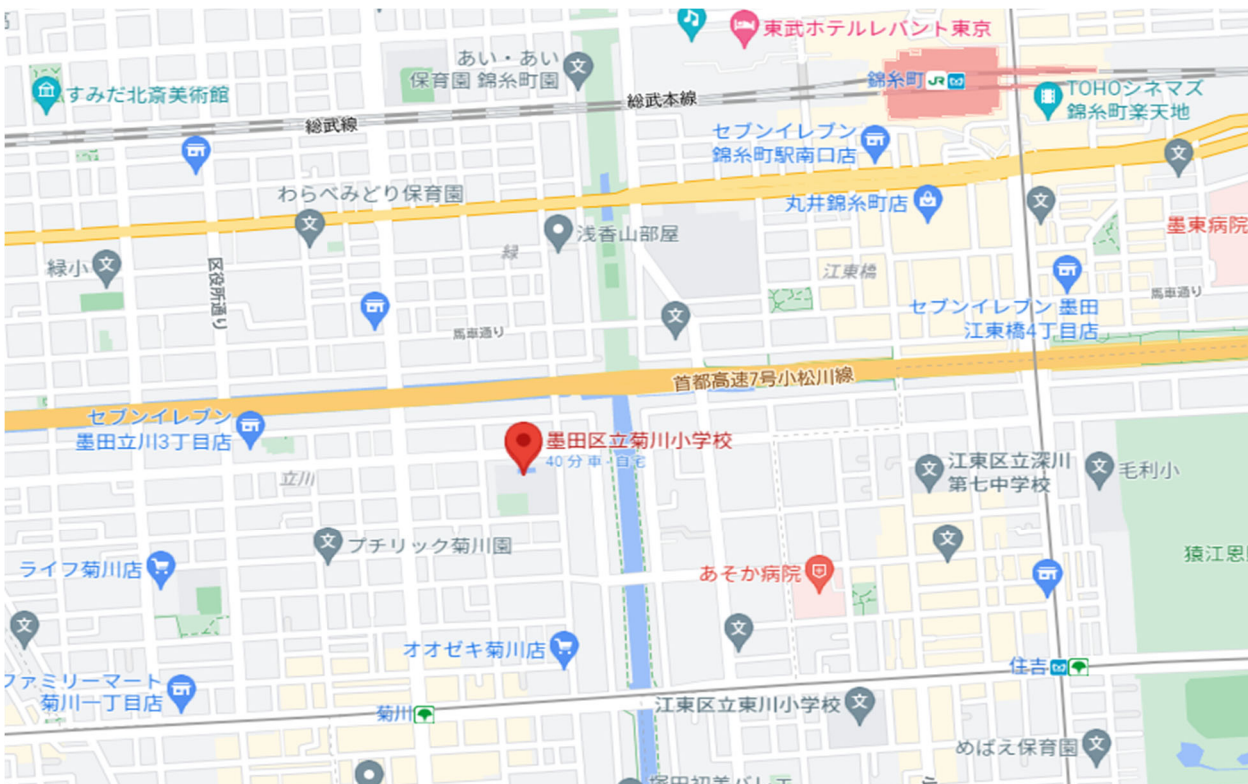 東武ホテルレバント東京
あい・あい
保育園 錦糸町園
錦糸町
JR
すみだ北斎美術館
総武本線
TOHOシネマズ
錦糸町楽天地
総武線
セブンイレブン
錦糸町駅南口店
わらべみどり保育園
丸井錦糸町店
墨東病院
浅香山部屋
緑
緑小
江東橋
区役所通り
馬車通り
セブンイレブン 墨田
江東橋4丁目店
馬車通り
首都高速7号小松川線
セブンイレブン
墨田立川3丁目店
墨田区立菊川小学校
40 分 車 - 自宅
立川
江東区立深川
第七中学校
毛利小
プチリック菊川園
猿江恩
ライフ菊川店
あそか病院
オオゼキ菊川店
住吉
ファミリーマート
菊川一丁目店
菊川
江東区立東川小学校
めばえ保育園